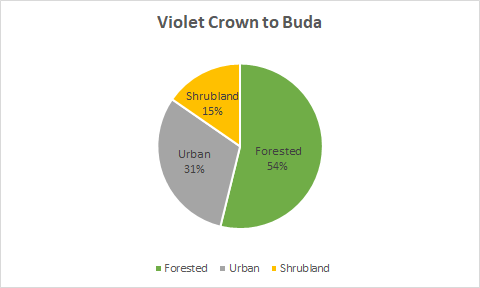 Violet Crown to Buda
Shrubland
15%
Urban
31%
Forested
54%
Forested Urban Shrubland